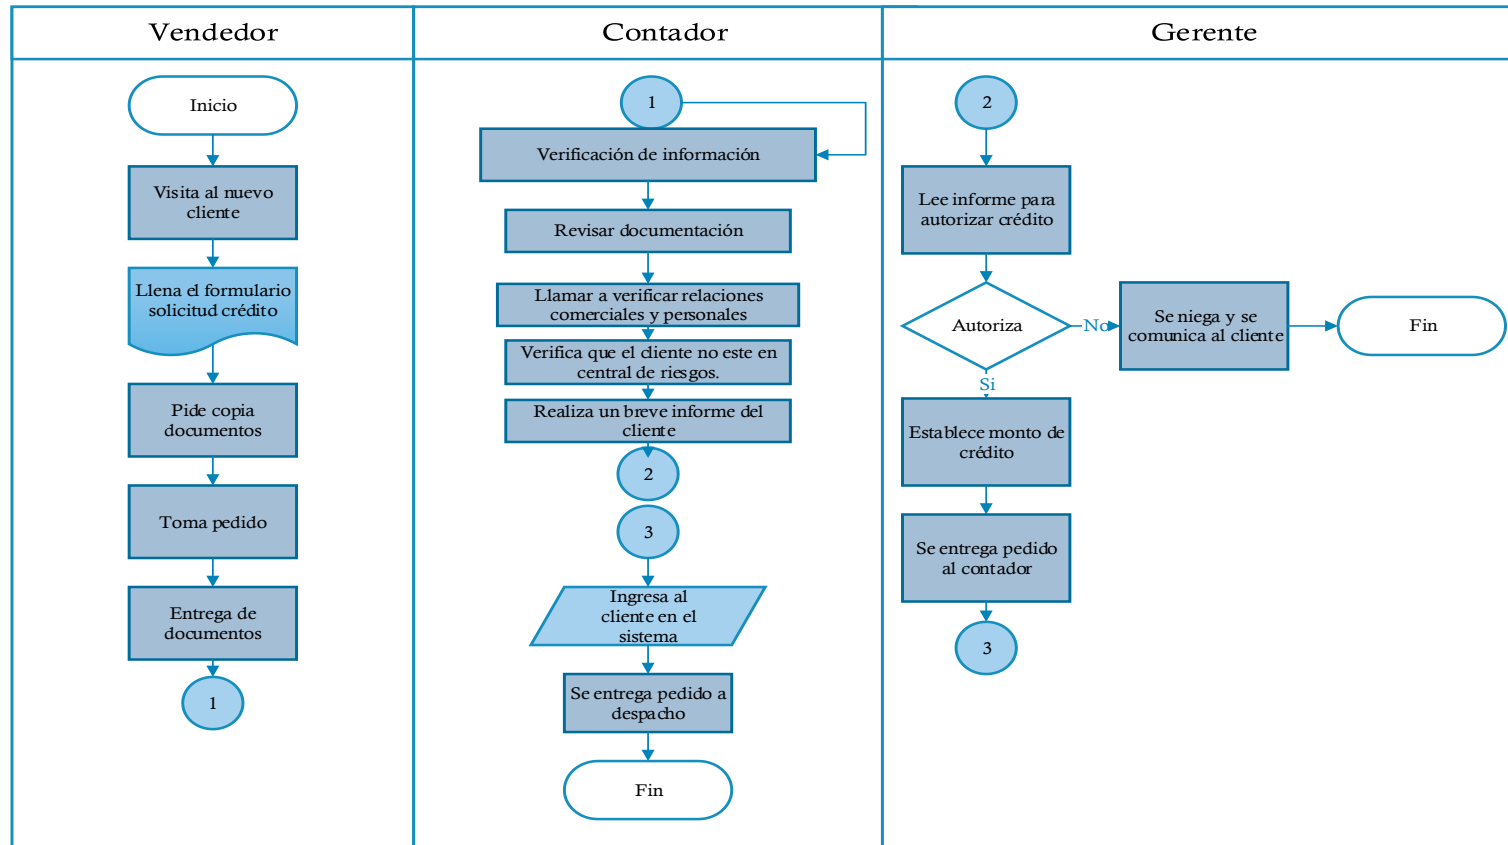 Vendedor
Contador
Gerente
Inicio
Visita al nuevo
cliente
Llena el formulario
solicitud crédito
Pide copia
documentos
Toma pedido
Entrega de
documentos
1
1
Verificación de información
Revisar documentación
Llamar a verificar relaciones
comerciales y personales
Verifica que el cliente no este en
central de riesgos.
Realiza un breve informe del
cliente
2
3
Ingresa al
cliente en el
sistema
Se entrega pedido a
despacho
Fin
2
Lee informe para
autorizar crédito
Autoriza
No
Se niega y se
comunica al cliente
Fin
Si
Establece monto de
crédito
Se entrega pedido
al contador
3